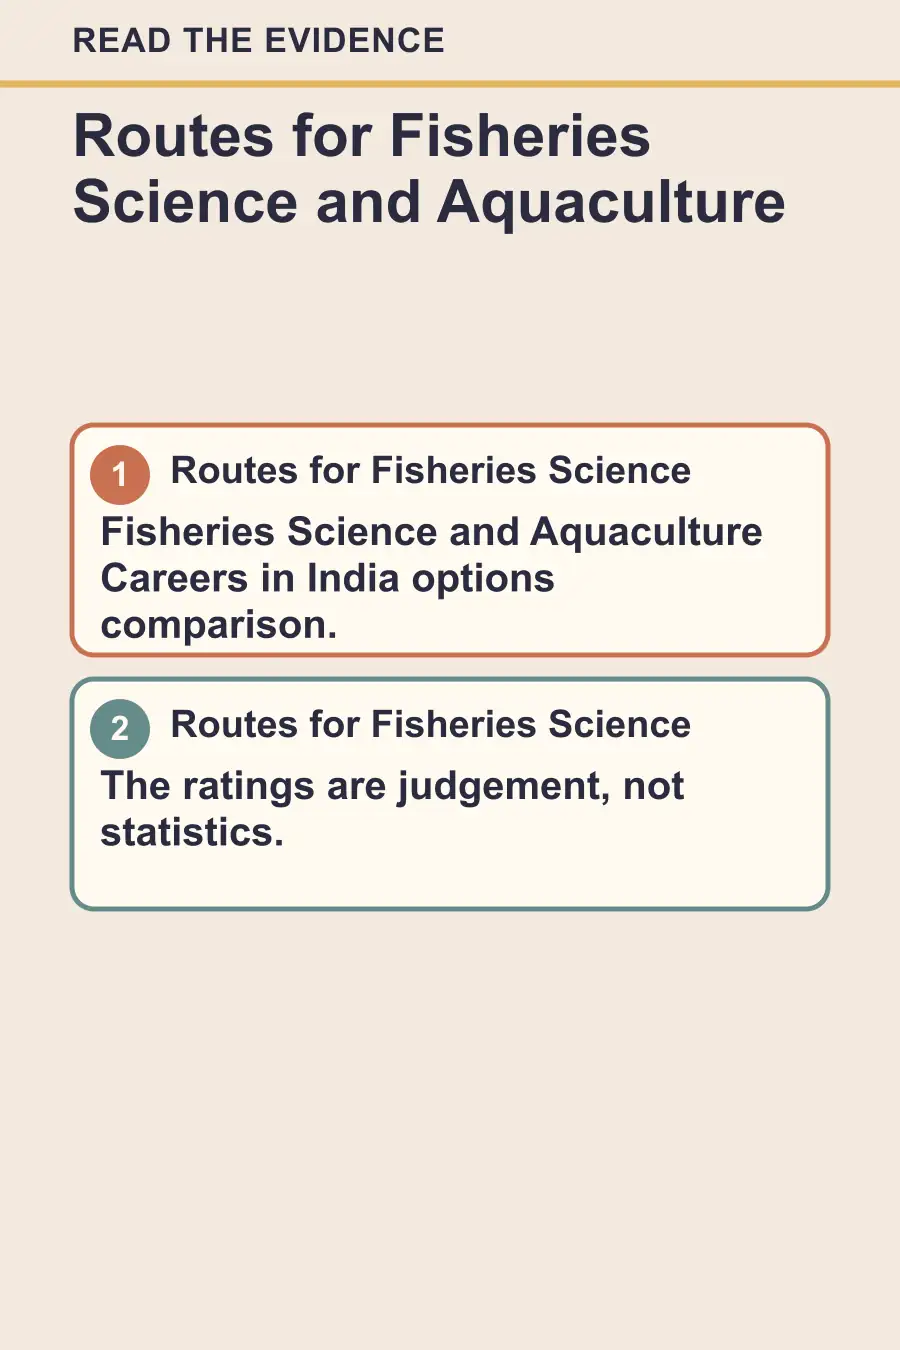 READ THE EVIDENCE
Routes for Fisheries
Science and Aquaculture
1 Routes for Fisheries Science
Fisheries Science and Aquaculture
Careers in India options
comparison.
2 Routes for Fisheries Science
The ratings are judgement, not
statistics.